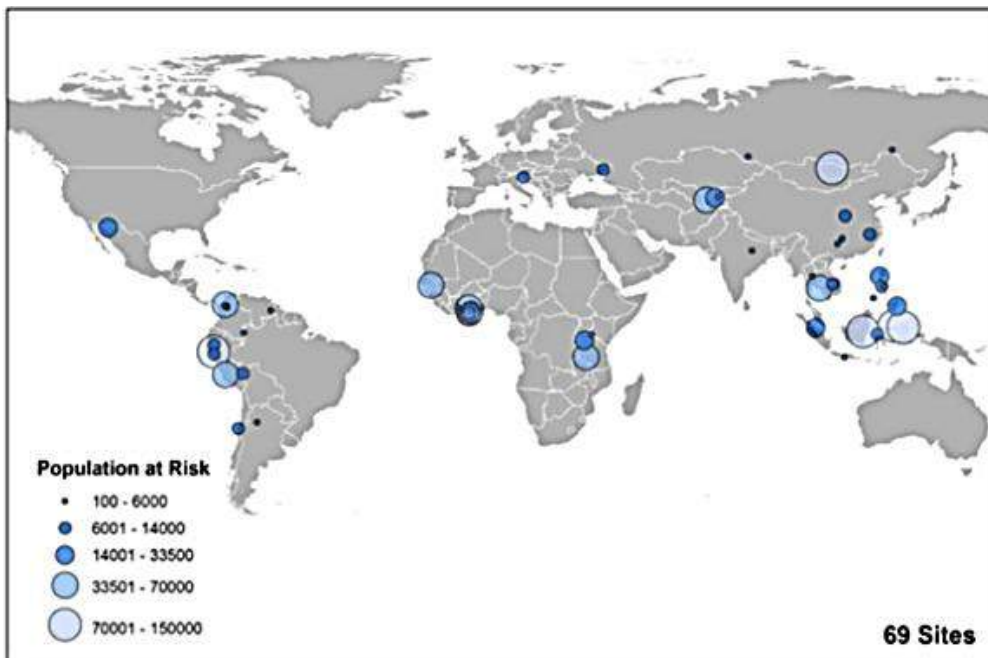 Population at Risk
100 - 6000
6001 - 14000
14001 - 33500
33501 - 70000
70001 - 150000
69 Sites